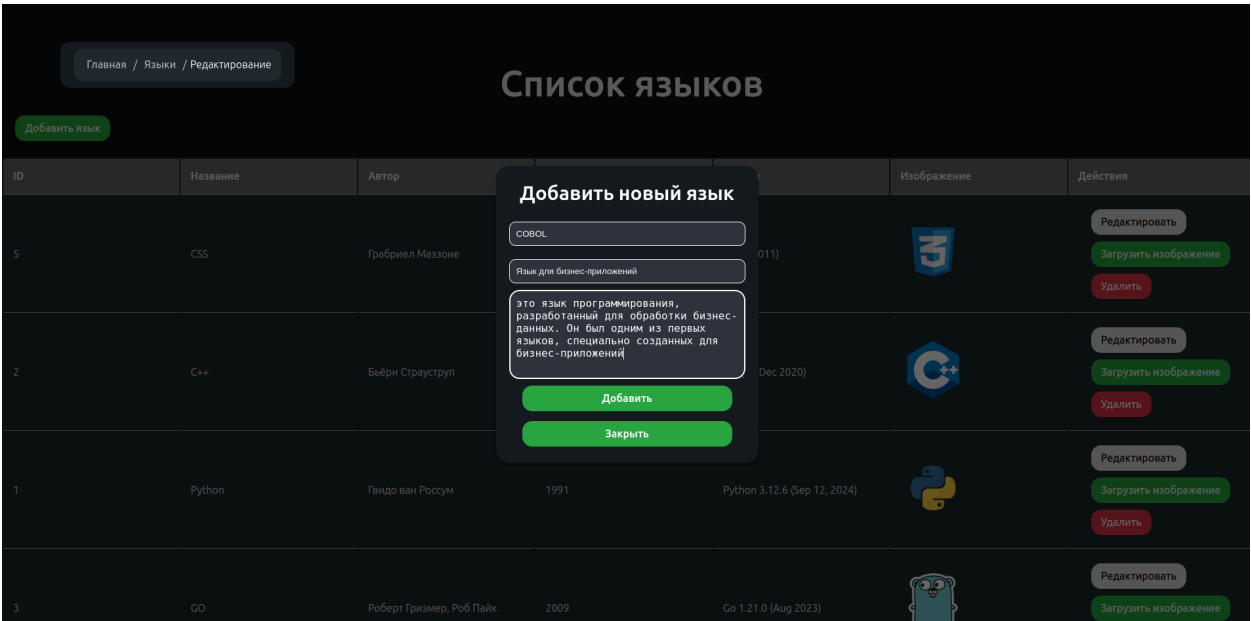 Главная / Языки / Редактирование
Список языков
Добавить язык
ID Название Автор Изображение Действия
Добавить новый язык
COBOL
Язык для бизнес-приложений
это язык программирования,
разработанный для обработки бизнес-
данных. Он был одним из первых
языков, специально созданных для
бизнес-приложений
Добавить
Закрыть
5 CSS Грабриел Маззоне 011)
Редактировать
Загрузить изображение
Удалить
2 C++ Бьёрн Страуструп Dec 2020)
Редактировать
Загрузить изображение
Удалить
1 Python Гвидо ван Россум 1991 Python 3.12.6 (Sep 12, 2024)
Редактировать
Загрузить изображение
Удалить
3 GO Роберт Гризмер, Роб Пайк 2009 Go 1.21.0 (Aug 2023)
Редактировать
Загрузить изображение